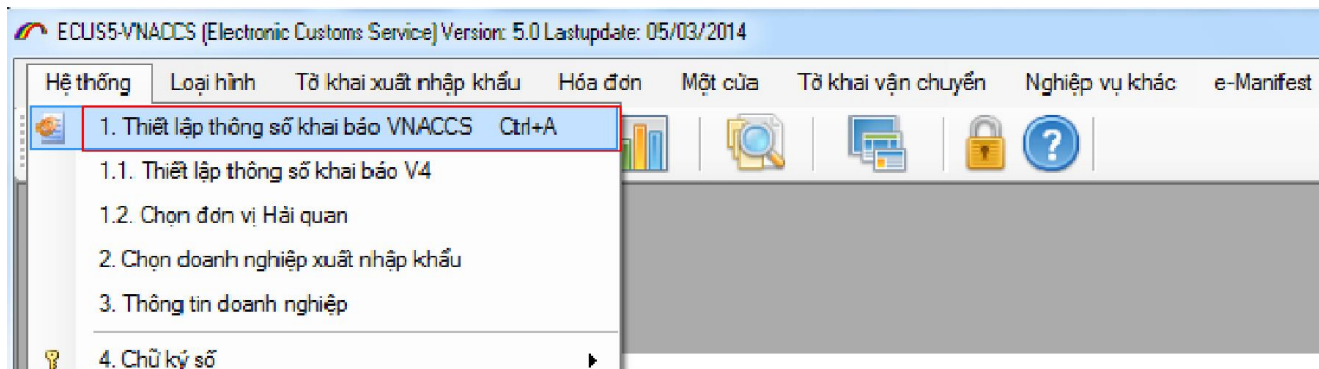 ECUS5-VNACCS (Electronic Customs Service) Version: 5.0 Lastupdate: 05/03/2014
Hệ thống Loại hình Tờ khai xuất nhập khẩu Hóa đơn Một cửa Tờ khai vận chuyển Nghiệp vụ khác e-Manifest
1. Thiết lập thông số khai báo VNACCS Ctrl+A
1.1. Thiết lập thông số khai báo V4
1.2. Chọn đơn vị Hải quan
2. Chọn doanh nghiệp xuất nhập khẩu
3. Thông tin doanh nghiệp
4. Chữ ký số